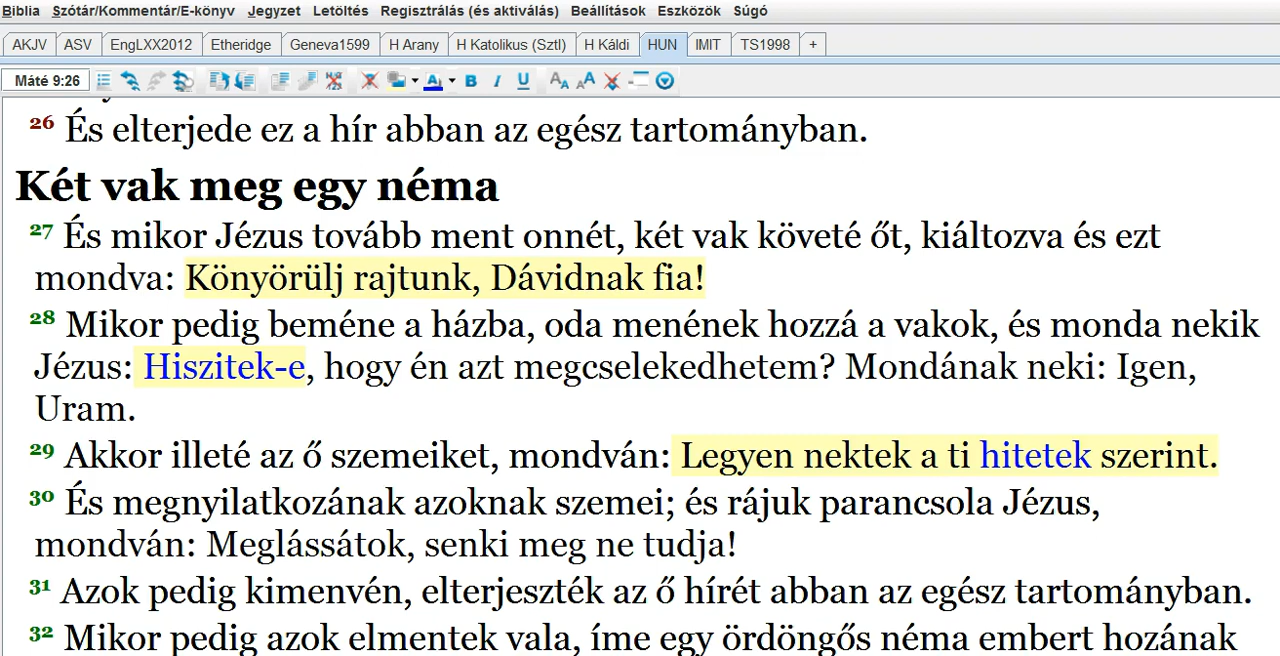 Biblia Szótár/Kommentár/E-könyv Jegyzet Letöltés Regisztrálás (és aktiválás) Beállítások Eszközök Súgó
AKJV ASV EngLXX2012 Etheridge Geneva1599 H Arany H Katolikus (Sztl) H Káldi HUN IMIT TS1998 +
Máté 9:26
26 És elterjede ez a hír abban az egész tartományban.
Két vak meg egy néma
27 És mikor Jézus tovább ment onnét, két vak követé őt, kiáltozva és ezt
mondva: Könyörülj rajtunk, Dávidnak fia!
28 Mikor pedig beméne a házba, oda menének hozzá a vakok, és monda nekik
Jézus: Hiszitek-e, hogy én azt megcselekedhetem? Mondának neki: Igen,
Uram.
29 Akkor illeté az ő szemeiket, mondván: Legyen nektek a ti hitetek szerint.
30 És megnyilatkozának azoknak szemei; és rájuk parancsola Jézus,
mondván: Meglássátok, senki meg ne tudja!
31 Azok pedig kimenvén, elterjeszték az ő hírét abban az egész tartományban.
32 Mikor pedig azok elmentek vala, íme egy ördöngős néma embert hozának